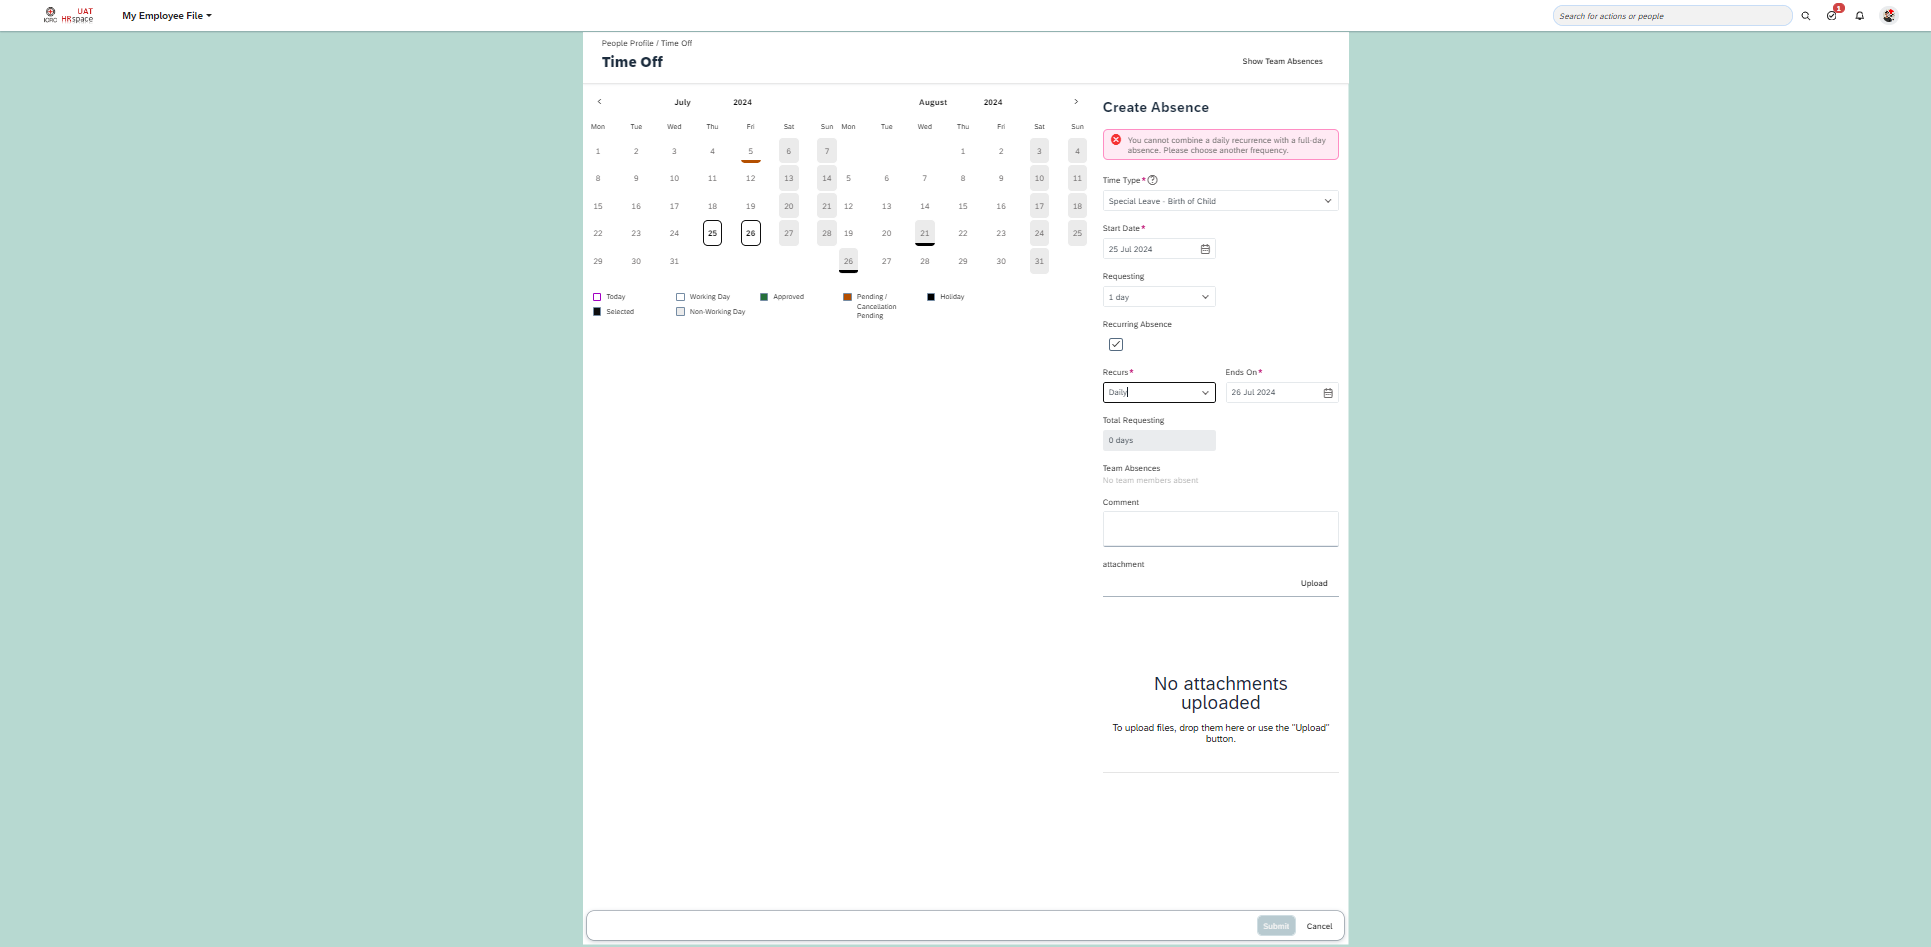 UAT
ICRC HRspace
My Employee File
Search for actions or people
1
People Profile / Time Off
Time Off
Show Team Absences
July 2024
August 2024
Mon Tue Wed Thu Fri Sat Sun
1 2 3 4 5 6 7
8 9 10 11 12 13 14
15 16 17 18 19 20 21
22 23 24 25 26 27 28
29 30 31
Mon Tue Wed Thu Fri Sat Sun
1 2 3 4
5 6 7 8 9 10 11
12 13 14 15 16 17 18
19 20 21 22 23 24 25
26 27 28 29 30 31
Today
Working Day
Approved
Pending /
Cancellation
Pending
Holiday
Selected
Non-Working Day
Create Absence
You cannot combine a daily recurrence with a full-day
absence. Please choose another frequency.
Time Type*
Special Leave - Birth of Child
Start Date*
25 Jul 2024
Requesting
1 day
Recurring Absence
Recurs*
Daily
Ends On*
26 Jul 2024
Total Requesting
0 days
Team Absences
No team members absent
Comment
attachment
Upload
No attachments
uploaded
To upload files, drop them here or use the "Upload"
button.
Submit
Cancel